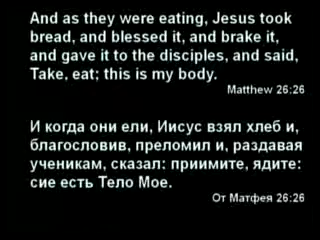 And as they were eating, Jesus took
bread, and blessed it, and brake it,
and gave it to the disciples, and said,
Take, eat; this is my body.
Matthew 26:26
И когда они ели, Иисус взял хлеб и,
благословив, преломил и, раздавая
ученикам, сказал: приимите, ядите:
сие есть Тело Мое.
От Матфея 26:26